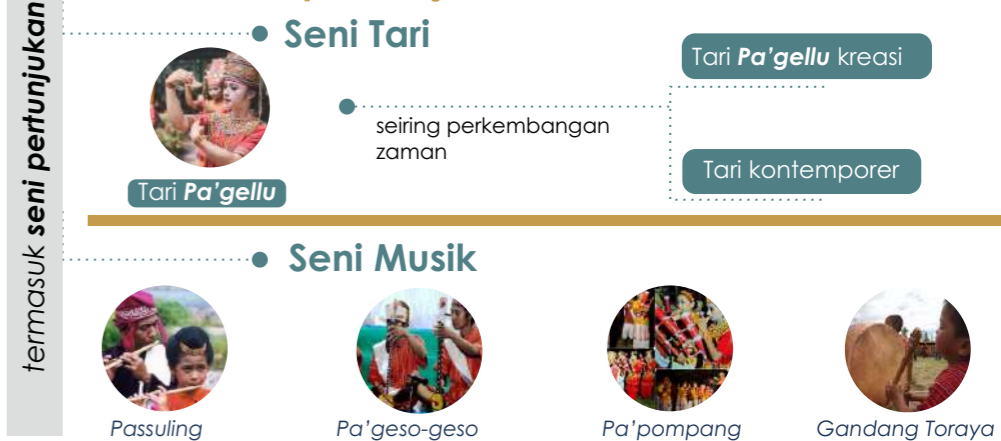 termasuk seni pertunjukan
Seni Tari
Tari Pa'gellu
seiring perkembangan
zaman
Tari Pa'gellu kreasi
Tari kontemporer
Seni Musik
Passuling
Pa'geso-geso
Pa'pompang
Gandang Toraya